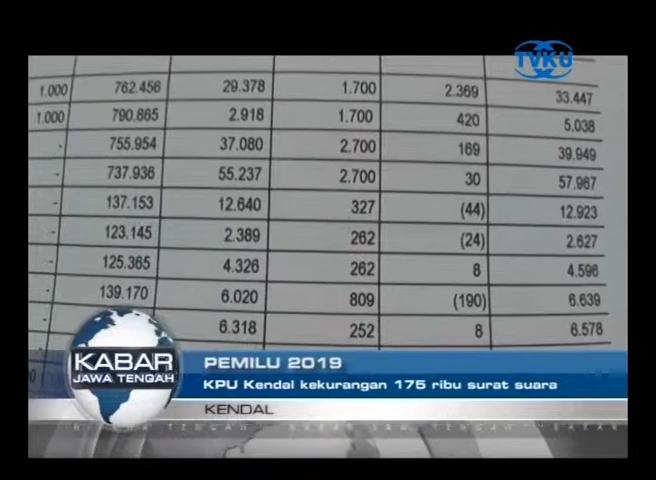 TVKU
1.000 762.456 29.378 1.700 2.369 33.447
1.000 790.865 2.918 1.700 420 5.038
- 755.954 37.080 2.700 169 39.949
- 737.936 55.237 2.700 30 57.967
- 137.153 12.640 327 (44) 12.923
- 123.145 2.389 262 (24) 2.627
- 125.365 4.326 262 8 4.596
- 139.170 6.020 809 (190) 6.639
- 6.318 252 8 6.578
KABAR
JAWA TENGAH
PEMILU 2019
KPU Kendal kekurangan 175 ribu surat suara
KENDAL